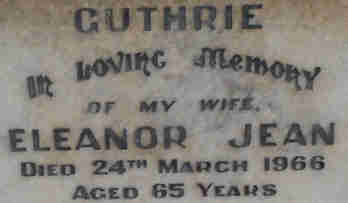 GUTHRIE
IN LOVING MEMORY
OF MY WIFE,
ELEANOR JEAN
DIED 24TH MARCH 1966
AGED 65 YEARS